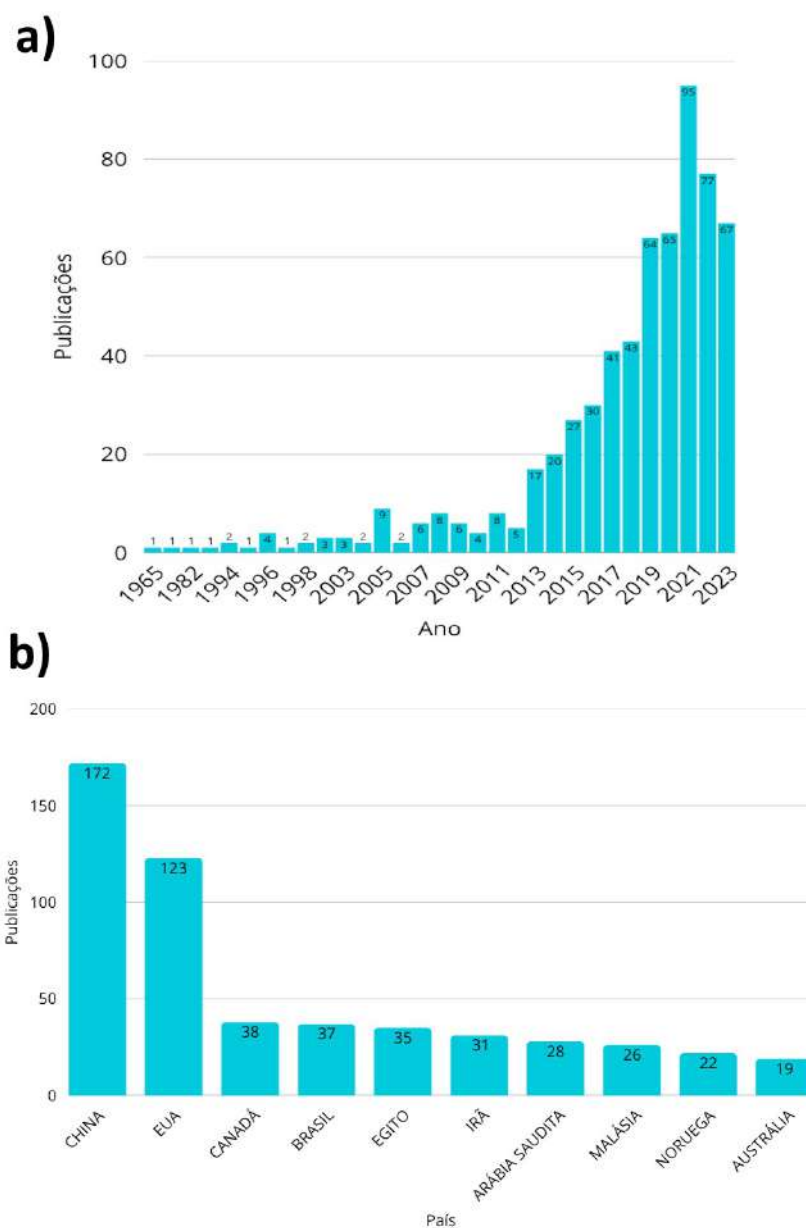 a)
100
80
60
40
20
0
Publicações
1 1 1 1 2 1 4 1 2 3 3 2 9 2 6 8 6 4 8 5 17 20 27 30 41 43 64 65 95 77 67
1965 1982 1994 1996 1998 2003 2005 2007 2009 2011 2013 2015 2017 2019 2021 2023
Ano
b)
200
150
100
50
0
Publicações
172 123 38 37 35 31 28 26 22 19
CHINA EUA CANADÁ BRASIL EGITO IRÃ ARÁBIA SAUDITA MALÁSIA NORUEGA AUSTRÁLIA
País